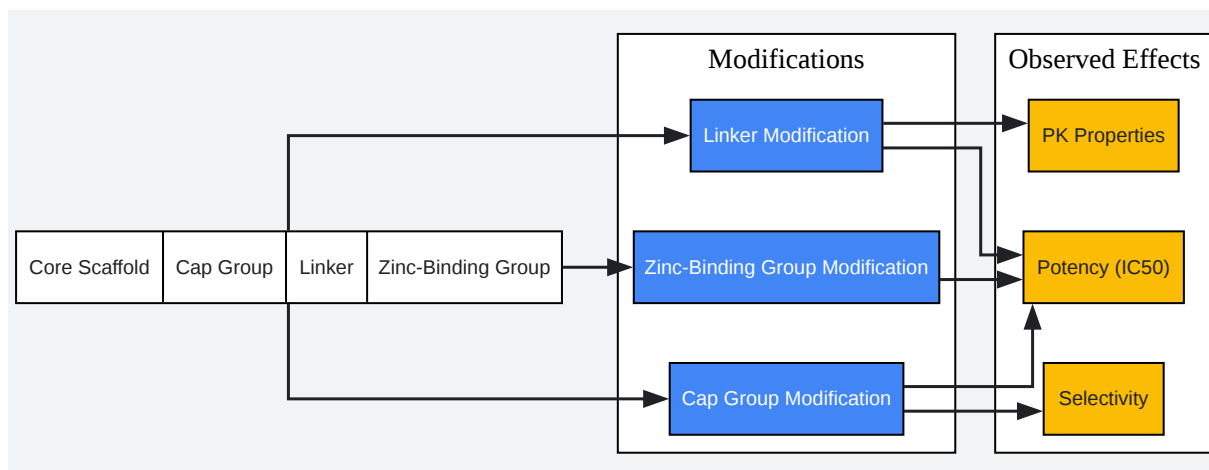 Modifications
Observed Effects
Linker Modification
PK Properties
Core Scaffold
Cap Group
Linker
Zinc-Binding Group
Zinc-Binding Group Modification
Potency (IC50)
Cap Group Modification
Selectivity